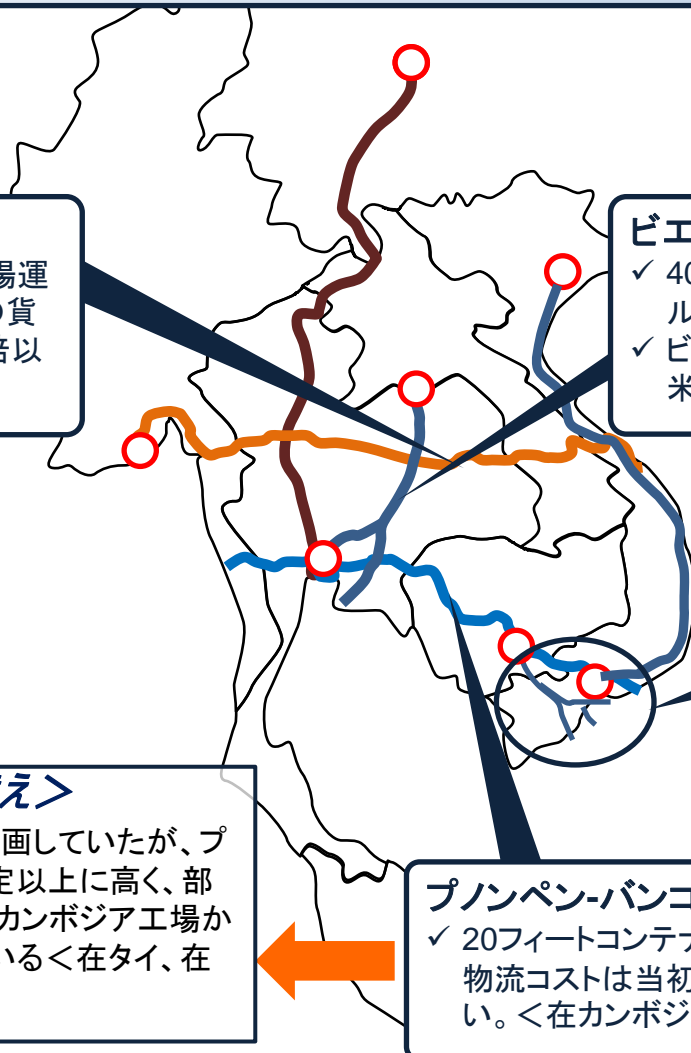 場運
の貨
倍以
ビエ
✓ 40
ル
✓ ビ
米
え＞
画していたが、プ
定以上に高く、部
カンボジア工場か
いる＜在タイ、在
プノンペン-バンコ
✓ 20フィートコンテナ
物流コストは当初
い。＜在カンボジ